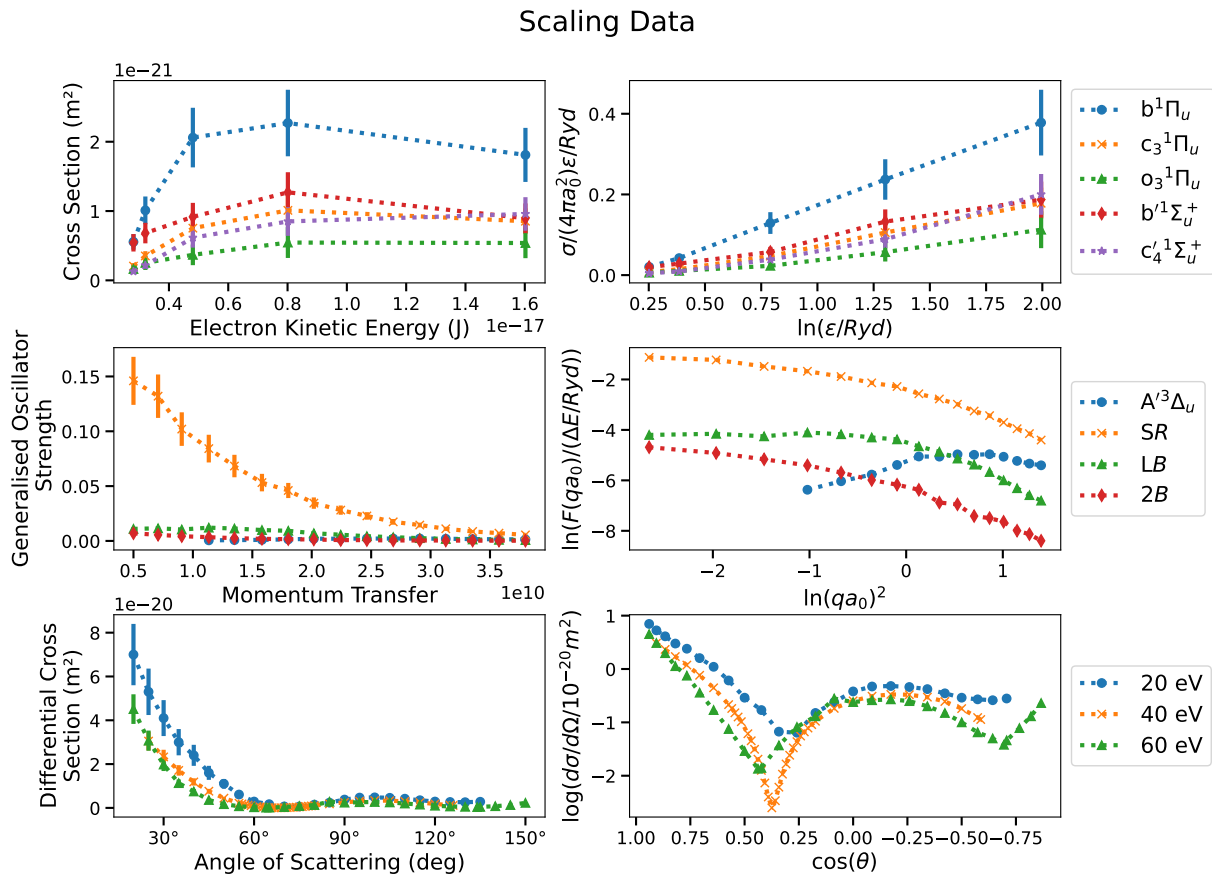 Scaling Data
1e−21
Cross Section (m²)
2
1
0
0.4 0.6 0.8 1.0 1.2 1.4 1.6
Electron Kinetic Energy (J)
1e−17
σ/(4πa₀²)ε/Ryd
0.4
0.2
0.0
0.25 0.50 0.75 1.00 1.25 1.50 1.75 2.00
ln(ε/Ryd)
b¹Πᵤ
c₃¹Πᵤ
o₃¹Πᵤ
b′¹Σᵤ⁺
c₄′¹Σᵤ⁺
Generalised Oscillator
Strength
0.15
0.10
0.05
0.00
0.5 1.0 1.5 2.0 2.5 3.0 3.5
Momentum Transfer
1e10
ln(F(qa₀)/(ΔE/Ryd))
−2
−4
−6
−8
−2 −1 0 1
ln(qa₀)²
A′³Δᵤ
SR
LB
2B
1e−20
Differential Cross
Section (m²)
8
6
4
2
0
30° 60° 90° 120° 150°
Angle of Scattering (deg)
log(dσ/dΩ/10⁻²⁰m²)
1
0
−1
−2
1.00 0.75 0.50 0.25 0.00 −0.25 −0.50 −0.75
cos(θ)
20 eV
40 eV
60 eV